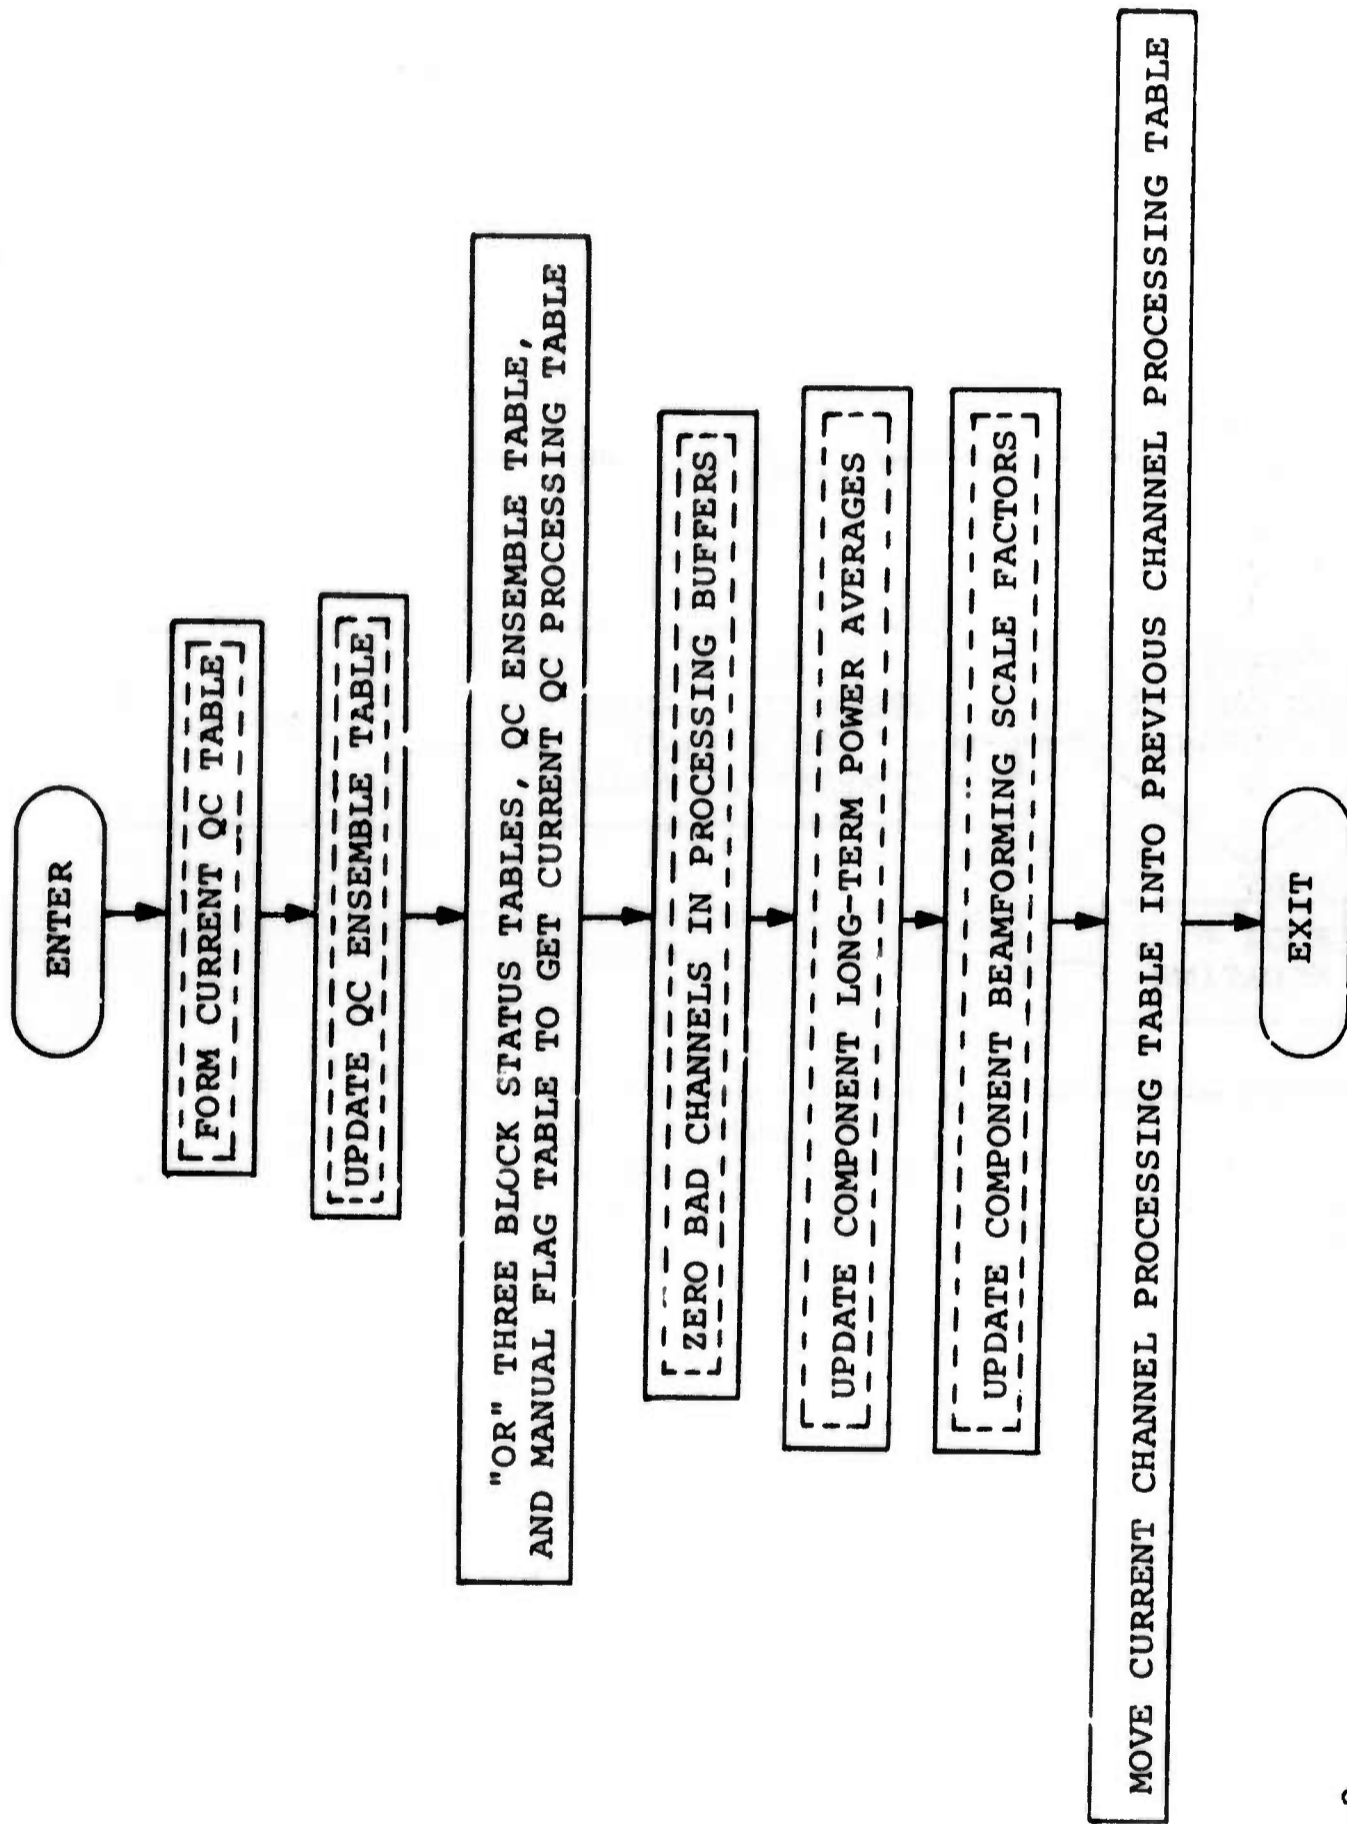 ENTER
FORM CURRENT QC TABLE
UPDATE QC ENSEMBLE TABLE
"OR" THREE BLOCK STATUS TABLES, QC ENSEMBLE TABLE,
AND MANUAL FLAG TABLE TO GET CURRENT QC PROCESSING TABLE
ZERO BAD CHANNELS IN PROCESSING BUFFERS
UPDATE COMPONENT LONG-TERM POWER AVERAGES
UPDATE COMPONENT BEAMFORMING SCALE FACTORS
MOVE CURRENT CHANNEL PROCESSING TABLE INTO PREVIOUS CHANNEL PROCESSING TABLE
EXIT